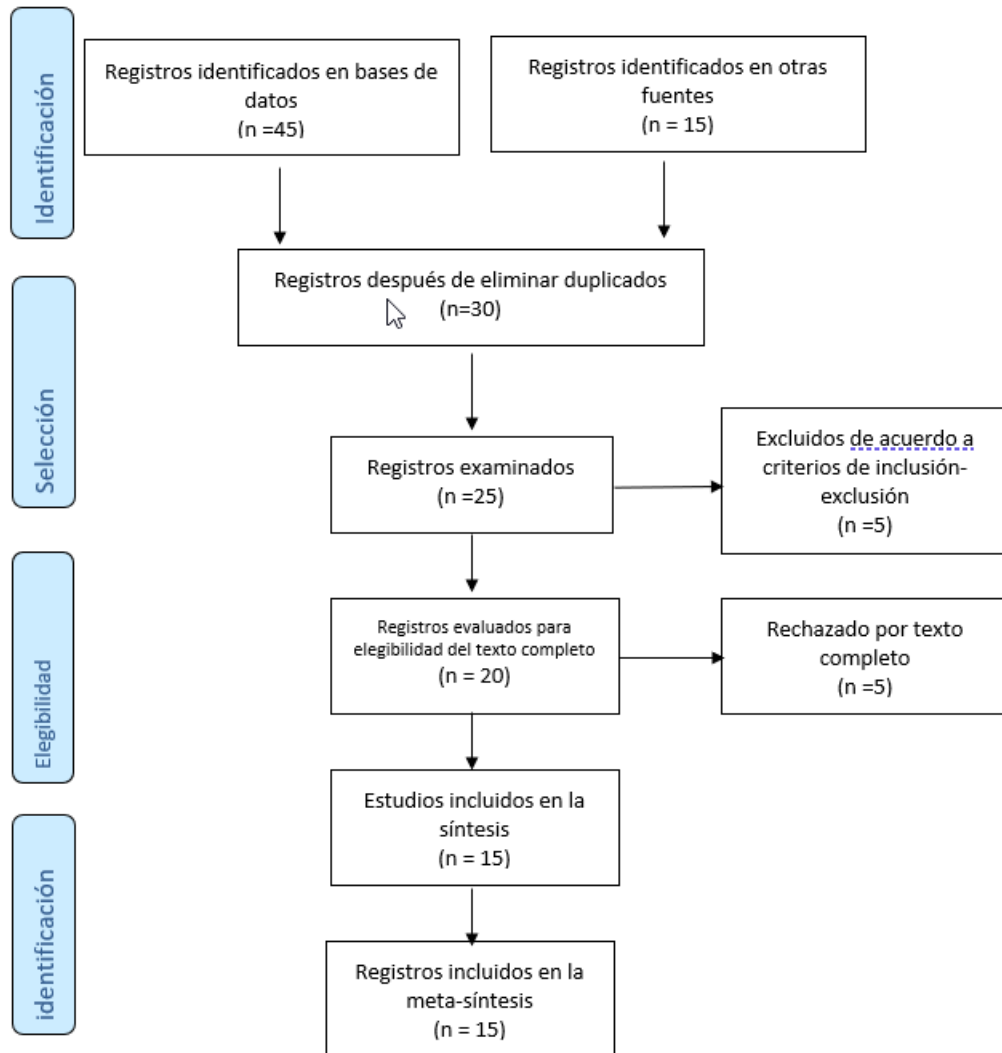 Identificación
Registros identificados en bases de
datos
(n =45)
Registros identificados en otras
fuentes
(n = 15)
Selección
Registros después de eliminar duplicados
(n=30)
Registros examinados
(n =25)
Excluidos de acuerdo a
criterios de inclusión-
exclusión
(n =5)
Elegibilidad
Registros evaluados para
elegibilidad del texto completo
(n = 20)
Rechazado por texto
completo
(n =5)
identificación
Estudios incluidos en la
síntesis
(n = 15)
Registros incluidos en la
meta-síntesis
(n = 15)